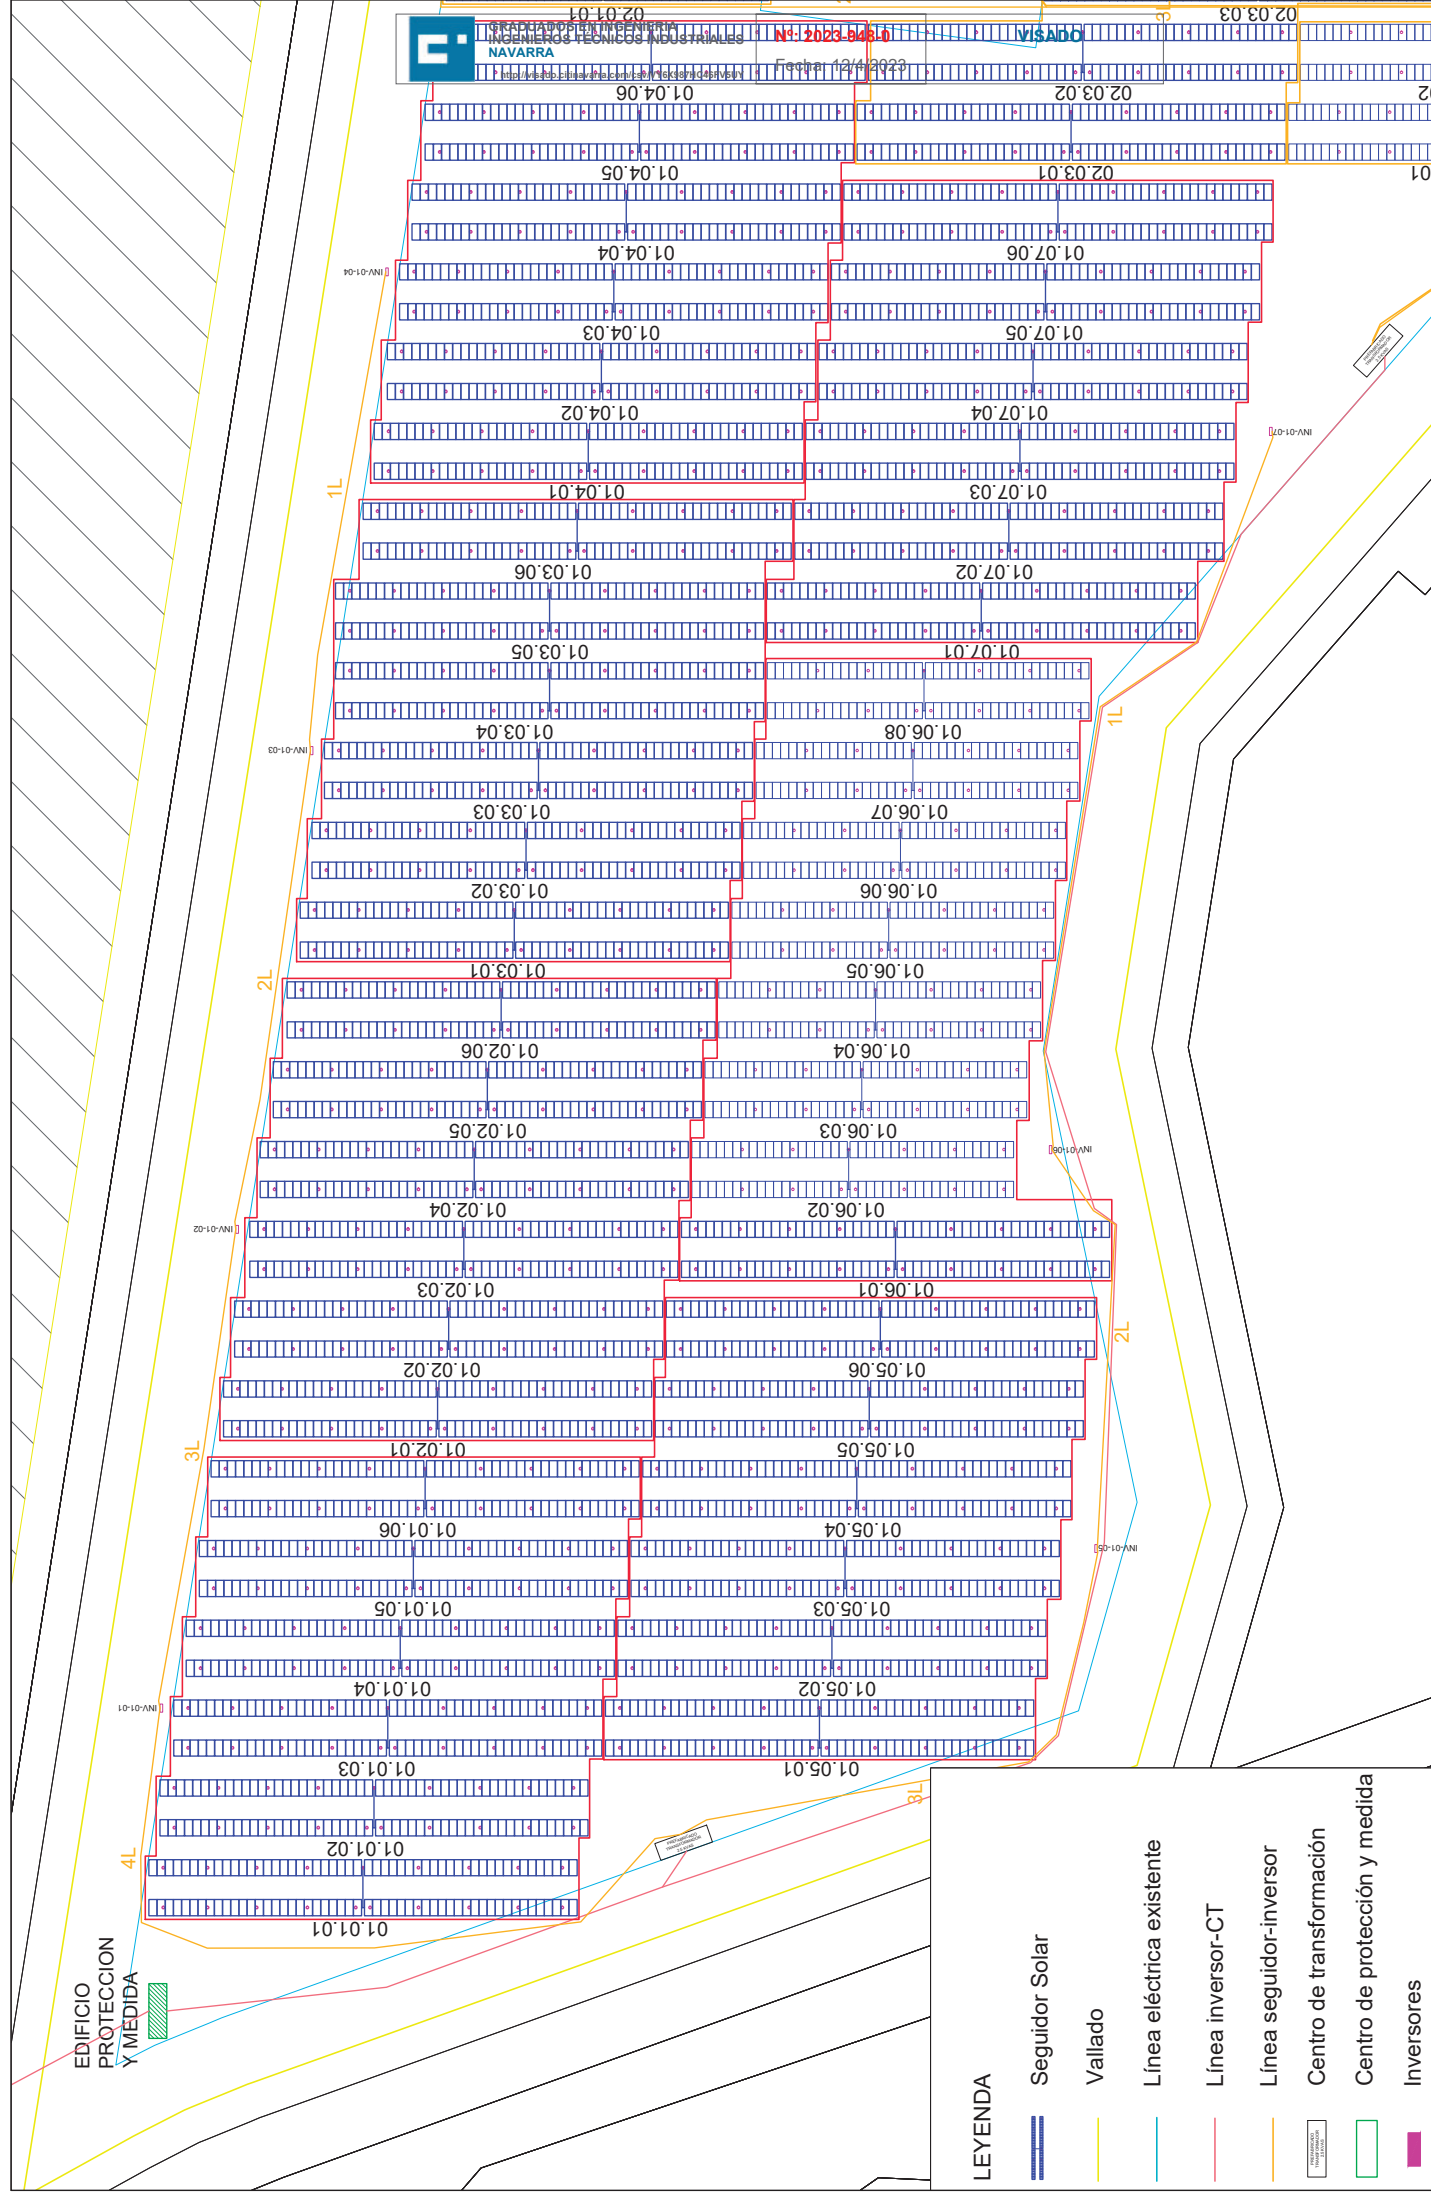 GRADUADOS EN INGENIERIA
INGENIEROS TECNICOS INDUSTRIALES
NAVARRA
Nº: 2023-948-0
Fecha: 12/4/2023
VISADO
02.01.01
02.03.03
3L
01.04.06
02.03.02
01.04.05
02.03.01
01.04.04
01.07.06
INV-01-04
01.04.03
01.07.05
01.04.02
01.07.04
INV-01-07
1L
01.04.01
01.07.03
01.03.06
01.07.02
01.03.05
01.07.01
1L
01.03.04
01.06.08
INV-01-03
01.03.03
01.06.07
01.03.02
01.06.06
01.03.01
01.06.05
2L
01.02.06
01.06.04
01.02.05
01.06.03
INV-01-06
01.02.04
01.06.02
INV-01-02
01.02.03
01.06.01
2L
01.02.02
01.05.06
01.02.01
01.05.05
3L
01.01.06
01.05.04
INV-01-05
01.01.05
01.05.03
01.01.04
01.05.02
INV-01-01
01.01.03
01.05.01
3L
01.01.02
4L
01.01.01
EDIFICIO
PROTECCION
Y MEDIDA
LEYENDA
Seguidor Solar
Vallado
Línea eléctrica existente
Línea inversor-CT
Línea seguidor-inversor
Centro de transformación
Centro de protección y medida
Inversores